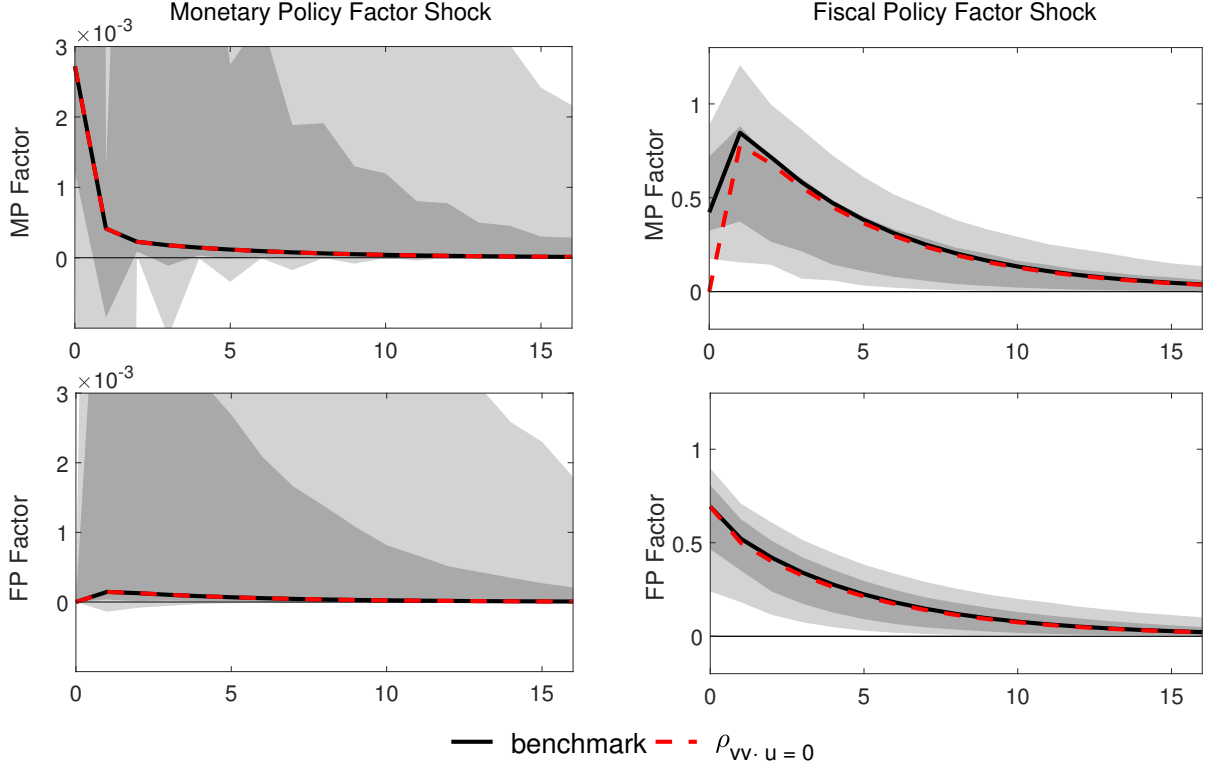 Monetary Policy Factor Shock
Fiscal Policy Factor Shock
×10⁻³
3
2
1
0
MP Factor
0 5 10 15
1
0.5
0
MP Factor
0 5 10 15
×10⁻³
3
2
1
0
FP Factor
0 5 10 15
1
0.5
0
FP Factor
0 5 10 15
benchmark
ρvv· u = 0